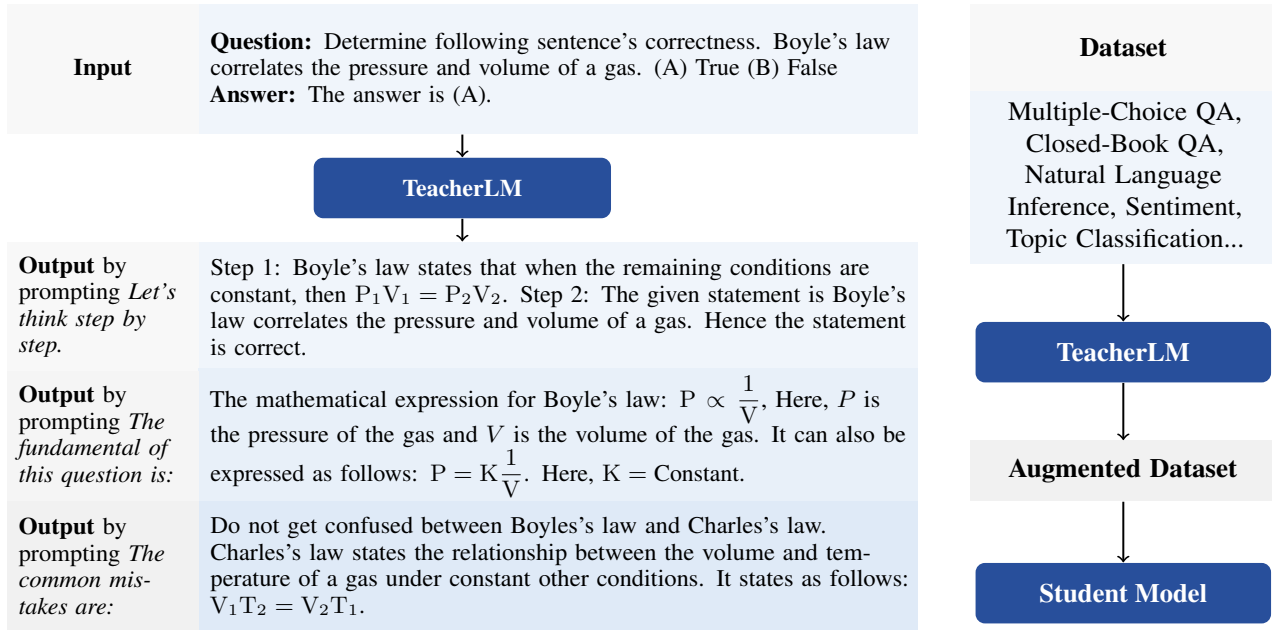 Input
Question: Determine following sentence's correctness. Boyle's law
correlates the pressure and volume of a gas. (A) True (B) False
Answer: The answer is (A).
TeacherLM
Output by
prompting Let's
think step by
step.
Step 1: Boyle's law states that when the remaining conditions are
constant, then P₁V₁ = P₂V₂. Step 2: The given statement is Boyle's
law correlates the pressure and volume of a gas. Hence the statement
is correct.
Output by
prompting The
fundamental of
this question is:
The mathematical expression for Boyle's law: P ∝ 1/V, Here, P is
the pressure of the gas and V is the volume of the gas. It can also be
expressed as follows: P = K 1/V. Here, K = Constant.
Output by
prompting The
common mis-
takes are:
Do not get confused between Boyles's law and Charles's law.
Charles's law states the relationship between the volume and tem-
perature of a gas under constant other conditions. It states as follows:
V₁T₂ = V₂T₁.
Dataset
Multiple-Choice QA,
Closed-Book QA,
Natural Language
Inference, Sentiment,
Topic Classification...
TeacherLM
Augmented Dataset
Student Model